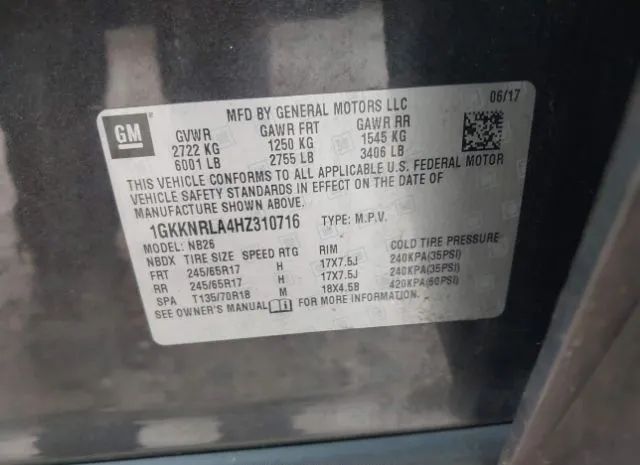 GM
MFD BY GENERAL MOTORS LLC 06/17
GVWR GAWR FRT GAWR RR
2722 KG 1250 KG 1545 KG
6001 LB 2755 LB 3406 LB
THIS VEHICLE CONFORMS TO ALL APPLICABLE U.S. FEDERAL MOTOR
VEHICLE SAFETY STANDARDS IN EFFECT ON THE DATE OF
MANUFACTURE SHOWN ABOVE.
1GKKNRLA4HZ310716 TYPE: M.P.V.
MODEL: NB26
NBDX TIRE SIZE SPEED RTG RIM COLD TIRE PRESSURE
FRT 245/65R17 H 17X7.5J 240KPA(35PSI)
RR 245/65R17 H 17X7.5J 240KPA(35PSI)
SPA T135/70R18 M 18X4.5B 420KPA(60PSI)
SEE OWNER'S MANUAL FOR MORE INFORMATION.